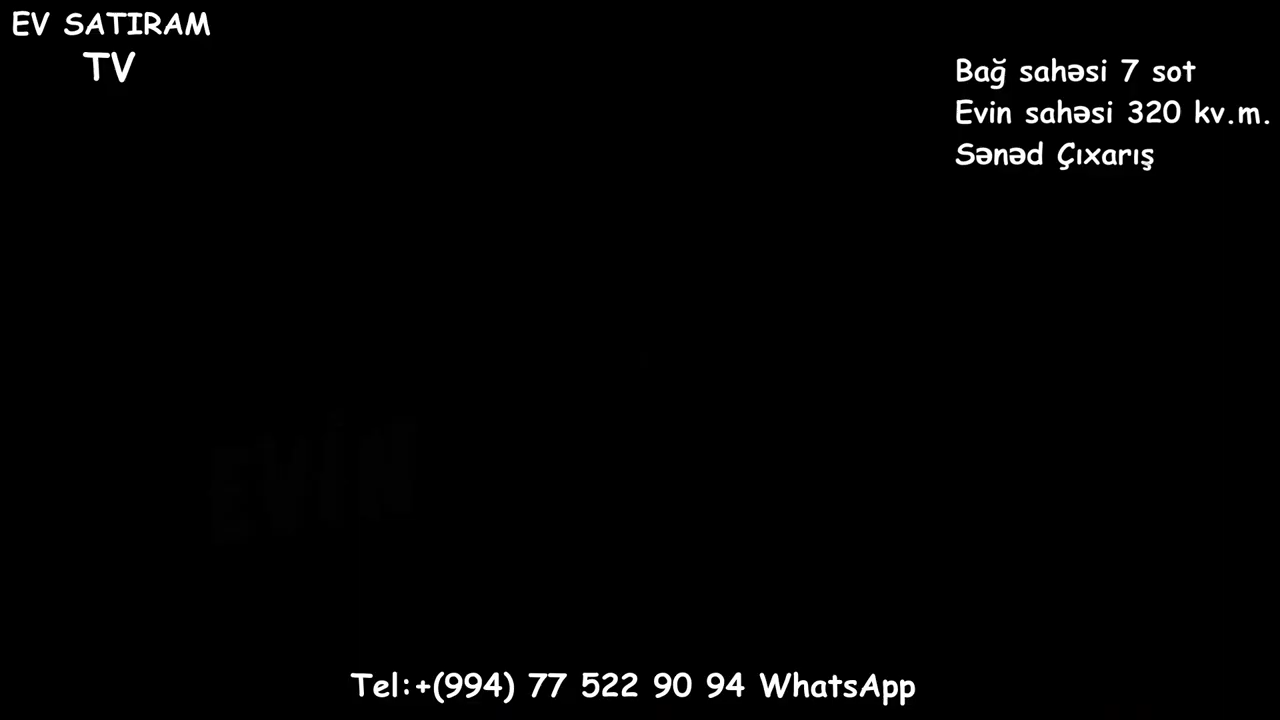 EV SATIRAM
TV
Bağ sahəsi 7 sot
Evin sahəsi 320 kv.m.
Sənəd Çıxarış
EVİN
Tel:+(994) 77 522 90 94 WhatsApp